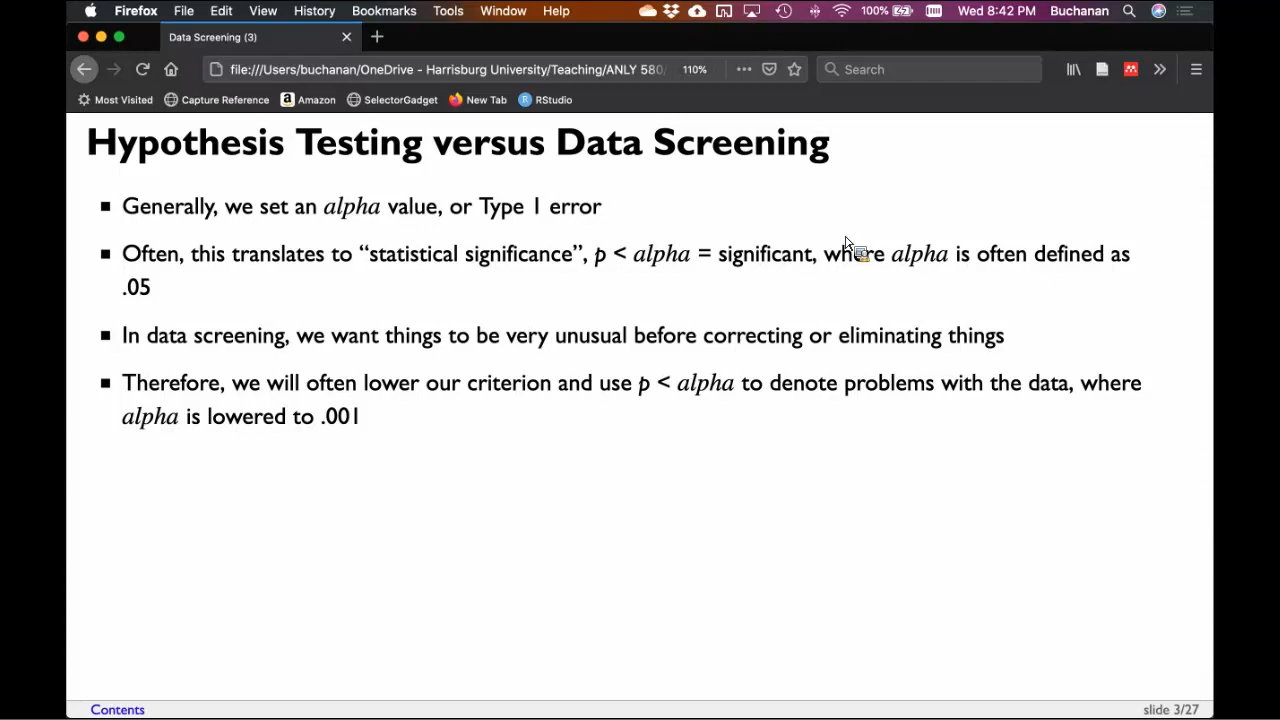 Firefox File Edit View History Bookmarks Tools Window Help 100% Wed 8:42 PM Buchanan
Data Screening (3)
file:///Users/buchanan/OneDrive - Harrisburg University/Teaching/ANLY 580/ 110% Search
Most Visited Capture Reference Amazon SelectorGadget New Tab RStudio
Hypothesis Testing versus Data Screening
Generally, we set an alpha value, or Type 1 error
Often, this translates to “statistical significance”, p < alpha = significant, where alpha is often defined as
.05
In data screening, we want things to be very unusual before correcting or eliminating things
Therefore, we will often lower our criterion and use p < alpha to denote problems with the data, where
alpha is lowered to .001
Contents slide 3/27